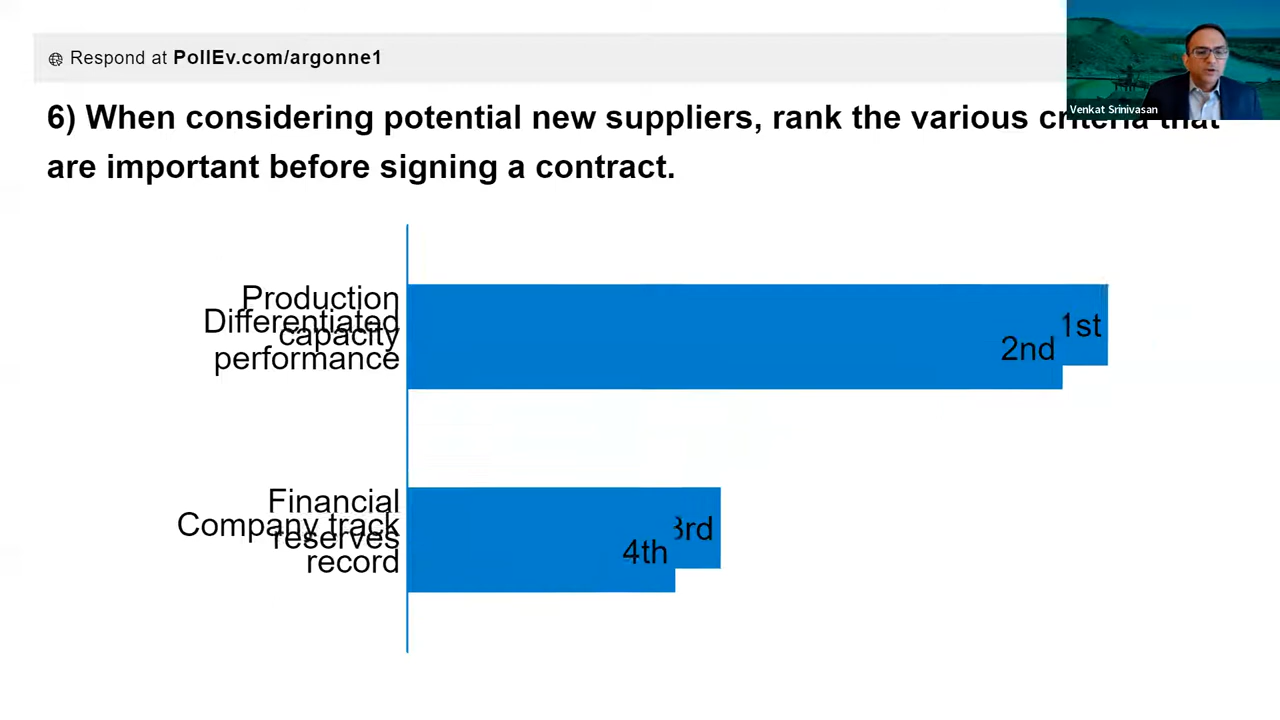 Respond at PollEv.com/argonne1
Venkat Srinivasan
6) When considering potential new suppliers, rank the various criteria that
are important before signing a contract.
Production
capacity
Differentiated
performance
1st
2nd
Financial
reserves
Company track
record
3rd
4th